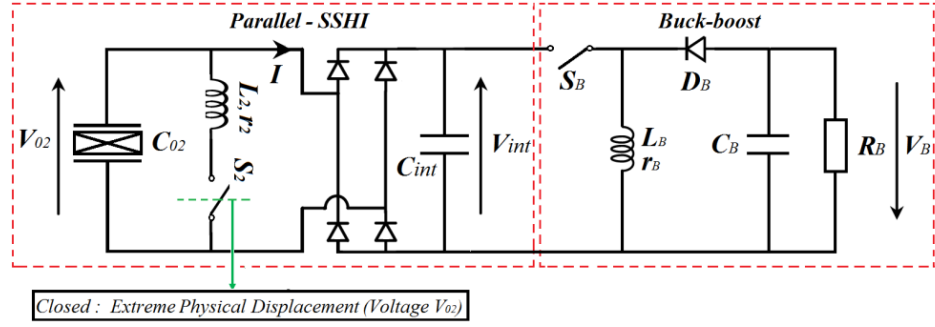 Parallel - SSHI
Buck-boost
I
L2, r2
V02
C02
S2
Cint
Vint
SB
DB
LB
rB
CB
RB
VB
Closed : Extreme Physical Displacement (Voltage V02)